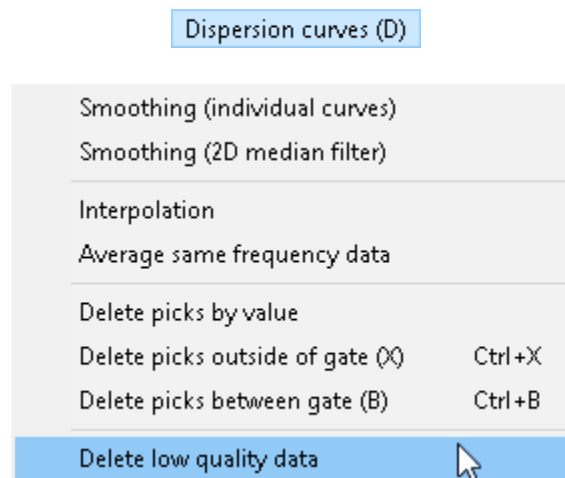 Dispersion curves (D)
Smoothing (individual curves)
Smoothing (2D median filter)
Interpolation
Average same frequency data
Delete picks by value
Delete picks outside of gate (X) Ctrl+X
Delete picks between gate (B) Ctrl+B
Delete low quality data